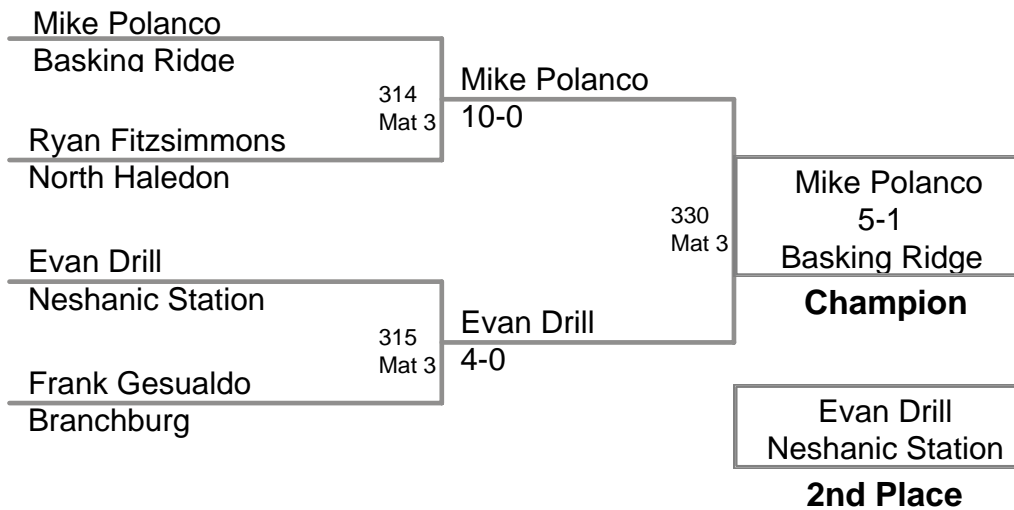 Mike Polanco
Basking Ridge
314
Mat 3
Mike Polanco
10-0
Ryan Fitzsimmons
North Haledon
330
Mat 3
Mike Polanco
5-1
Basking Ridge
Champion
Evan Drill
Neshanic Station
315
Mat 3
Evan Drill
4-0
Frank Gesualdo
Branchburg
Evan Drill
Neshanic Station
2nd Place